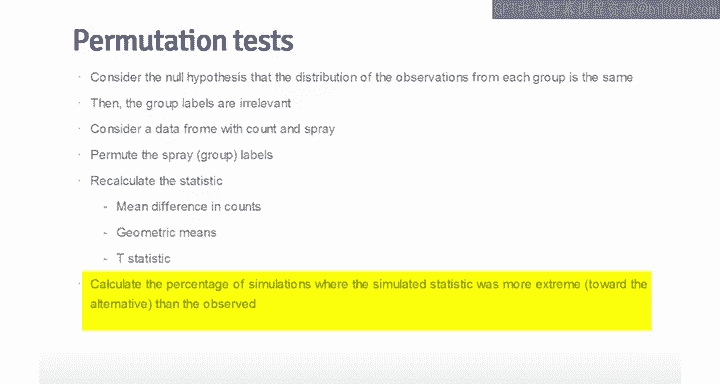 Permutation tests
· Consider the null hypothesis that the distribution of the observations from each group is the same
· Then, the group labels are irrelevant
· Consider a data frome with count and spray
· Permute the spray (group) labels
· Recalculate the statistic
- Mean difference in counts
- Geometric means
- T statistic
· Calculate the percentage of simulations where the simulated statistic was more extreme (toward the
alternative) than the observed